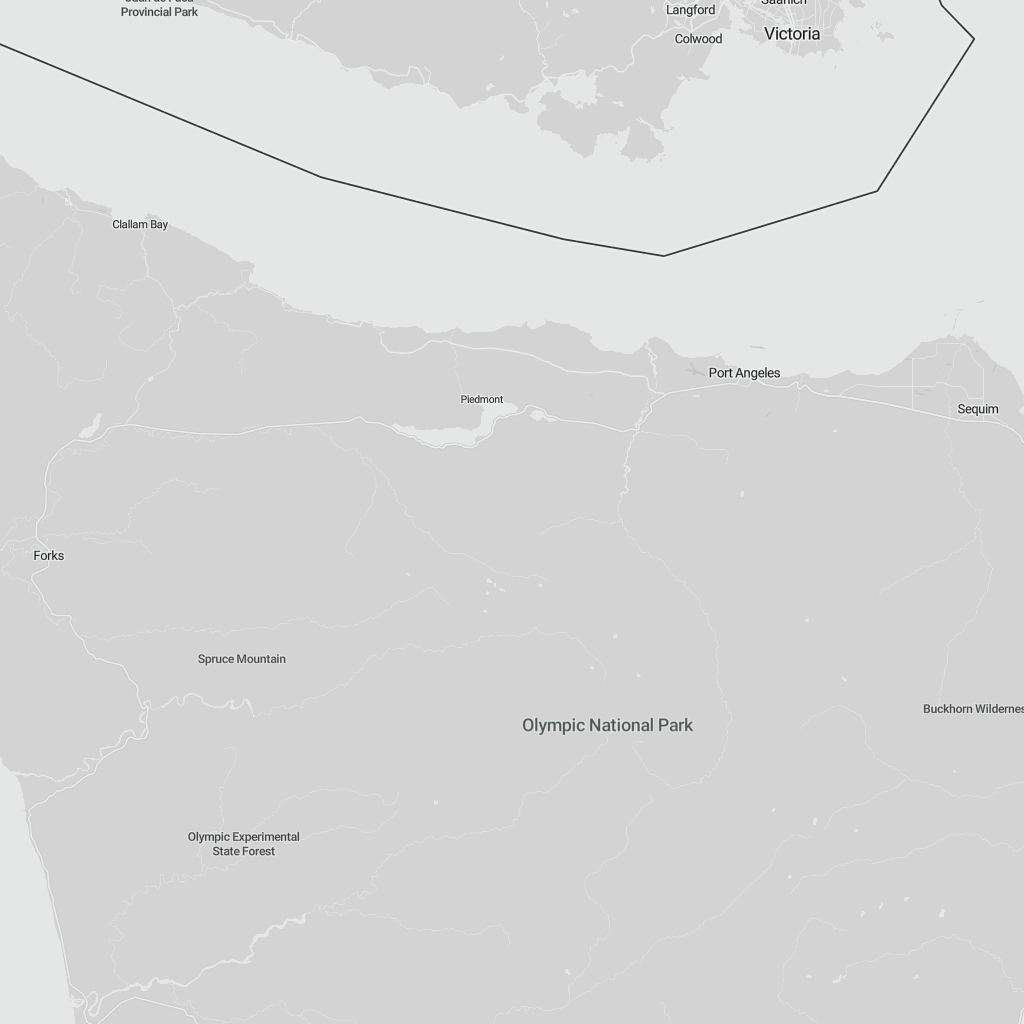 Provincial Park
Langford
Saanich
Colwood
Victoria
Clallam Bay
Port Angeles
Piedmont
Sequim
Forks
Spruce Mountain
Buckhorn Wildernes
Olympic National Park
Olympic Experimental
State Forest